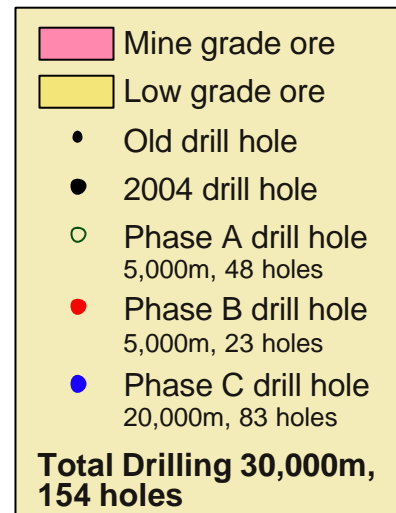 Mine grade ore
Low grade ore
Old drill hole
2004 drill hole
Phase A drill hole
5,000m, 48 holes
Phase B drill hole
5,000m, 23 holes
Phase C drill hole
20,000m, 83 holes
Total Drilling 30,000m,
154 holes